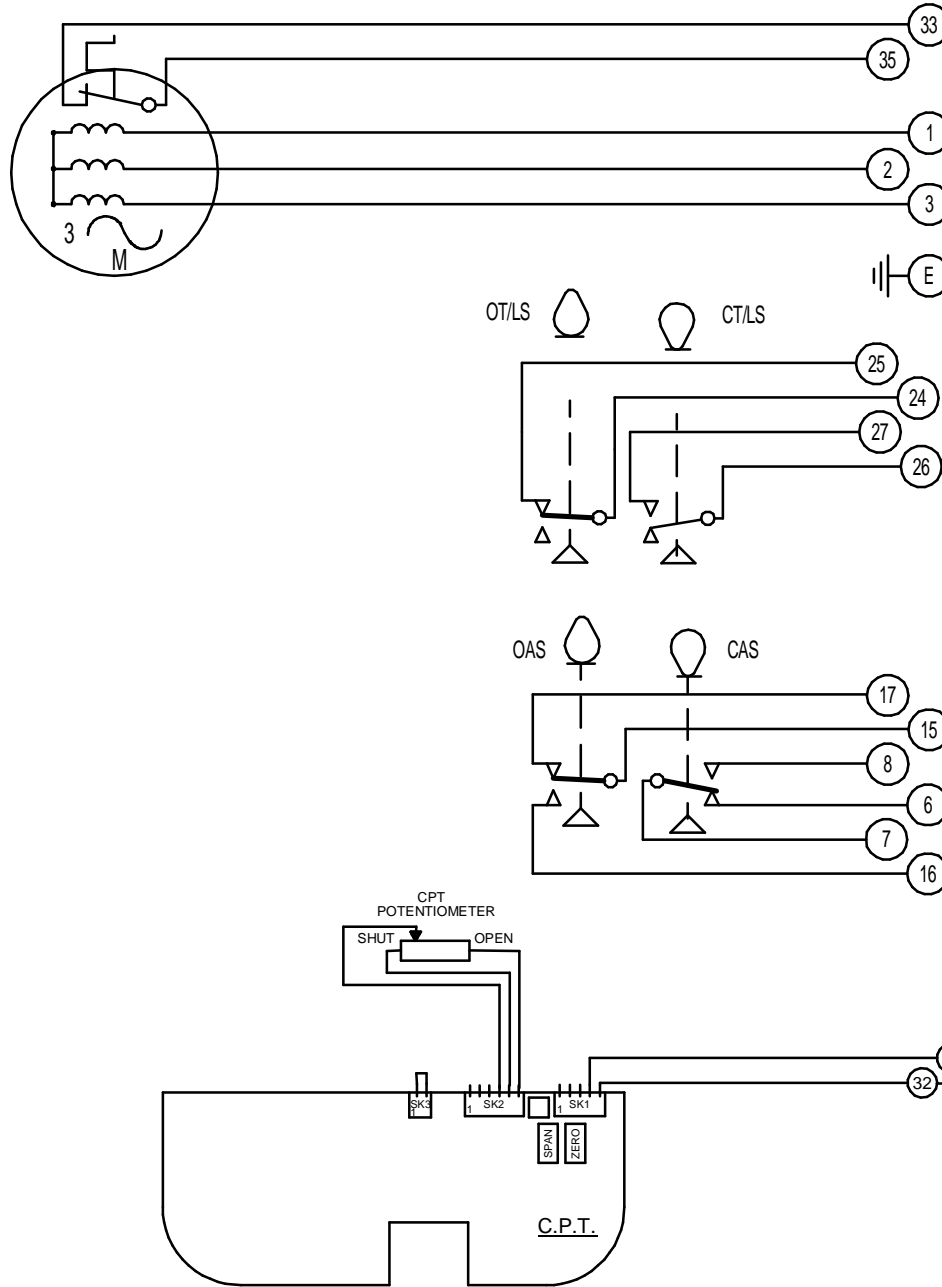 33
35
1
2
3
3
M
E
OT/LS
CT/LS
25
24
27
26
OAS
CAS
17
15
8
6
7
16
CPT
POTENTIOMETER
SHUT
OPEN
32
SK3
1
1
SK2
1
SK1
SPAN
ZERO
C.P.T.